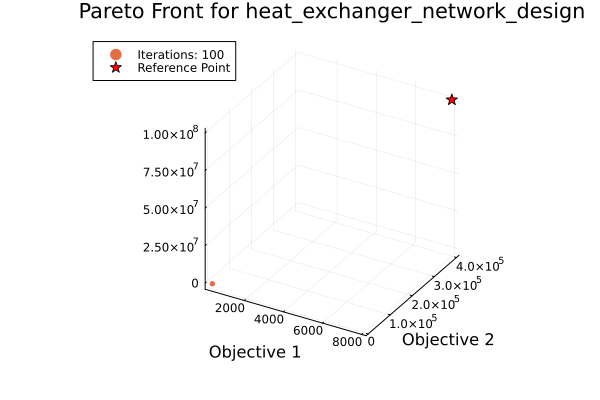 Pareto Front for heat_exchanger_network_design
Iterations: 100
Reference Point
1.00×10⁸
7.50×10⁷
5.00×10⁷
2.50×10⁷
0
2000
4000
6000
8000
0
1.0×10⁵
2.0×10⁵
3.0×10⁵
4.0×10⁵
Objective 1
Objective 2